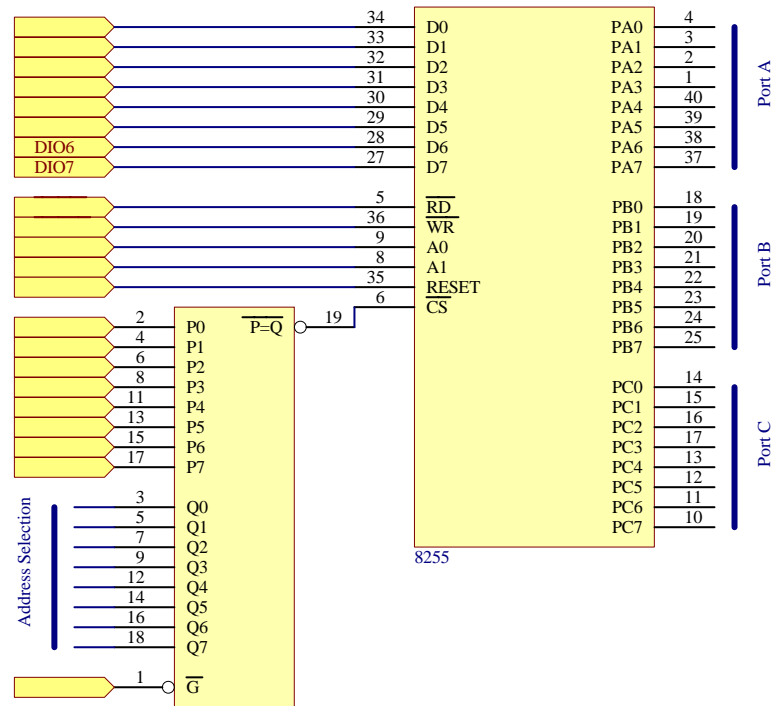 34 D0 PA0 4
33 D1 PA1 3
32 D2 PA2 2
31 D3 PA3 1
30 D4 PA4 40
29 D5 PA5 39
DIO6 28 D6 PA6 38
DIO7 27 D7 PA7 37
Port A
5 RD PB0 18
36 WR PB1 19
9 A0 PB2 20
8 A1 PB3 21
35 RESET PB4 22
6 CS PB5 23
PB6 24
PB7 25
Port B
2 P0 P=Q 19
4 P1
6 P2
8 P3
11 P4
13 P5
15 P6
17 P7
PC0 14
PC1 15
PC2 16
PC3 17
PC4 13
PC5 12
PC6 11
PC7 10
Port C
8255
Address Selection
3 Q0
5 Q1
7 Q2
9 Q3
12 Q4
14 Q5
16 Q6
18 Q7
1 G